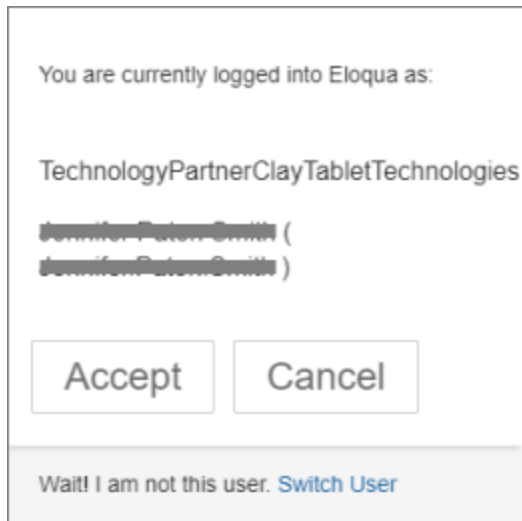 You are currently logged into Eloqua as:
TechnologyPartnerClayTabletTechnologies
(
)
Accept
Cancel
Wait! I am not this user. Switch User